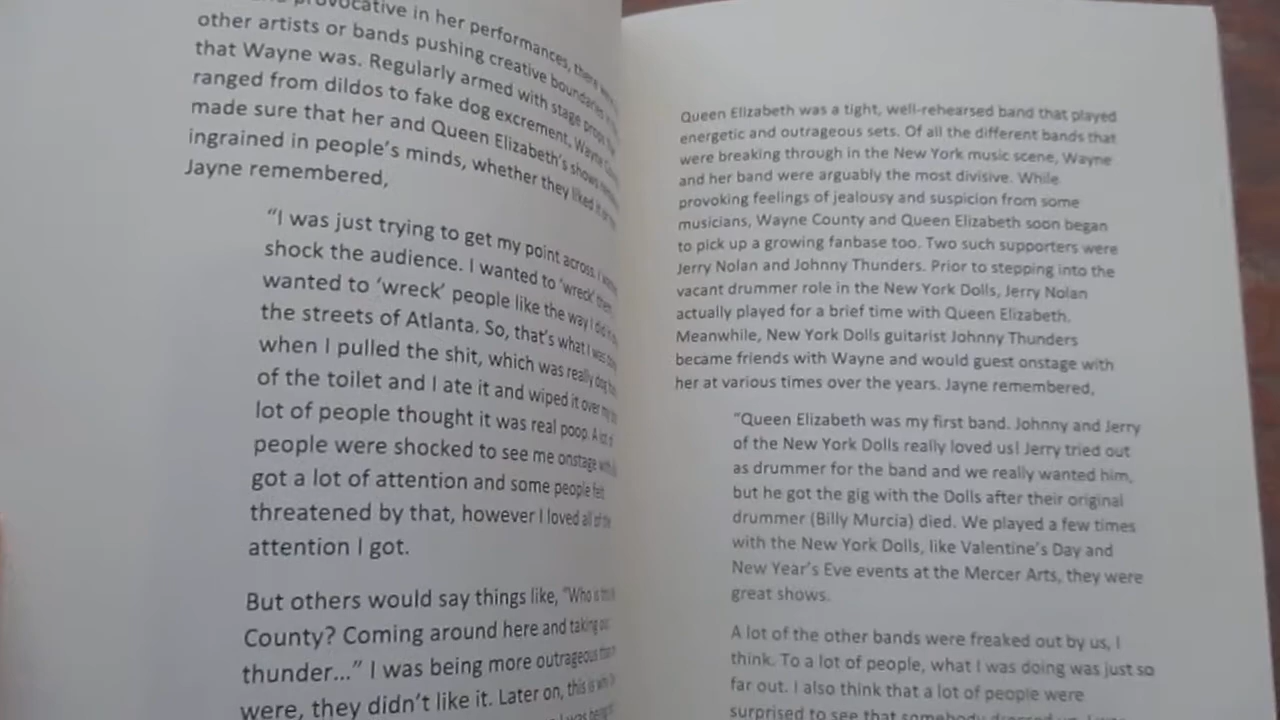 provocative in her performances, there
other artists or bands pushing creative boundaries
that Wayne was. Regularly armed with stage props
ranged from dildos to fake dog excrement, Wayne
made sure that her and Queen Elizabeth's shows
ingrained in people's minds, whether they liked it
Jayne remembered,
"I was just trying to get my point across.
shock the audience. I wanted to 'wreck'
wanted to 'wreck' people like the way I did
the streets of Atlanta. So, that's what I was
when I pulled the shit, which was really dog
of the toilet and I ate it and wiped it over
lot of people thought it was real poop. A lot of
people were shocked to see me onstage
got a lot of attention and some people felt
threatened by that, however I loved all of the
attention I got.
But others would say things like, "Who is
County? Coming around here and taking our
thunder..." I was being more outrageous than
were, they didn't like it. Later on, this is
Queen Elizabeth was a tight, well-rehearsed band that played
energetic and outrageous sets. Of all the different bands that
were breaking through in the New York music scene, Wayne
and her band were arguably the most divisive. While
provoking feelings of jealousy and suspicion from some
musicians, Wayne County and Queen Elizabeth soon began
to pick up a growing fanbase too. Two such supporters were
Jerry Nolan and Johnny Thunders. Prior to stepping into the
vacant drummer role in the New York Dolls, Jerry Nolan
actually played for a brief time with Queen Elizabeth.
Meanwhile, New York Dolls guitarist Johnny Thunders
became friends with Wayne and would guest onstage with
her at various times over the years. Jayne remembered,
"Queen Elizabeth was my first band. Johnny and Jerry
of the New York Dolls really loved us! Jerry tried out
as drummer for the band and we really wanted him,
but he got the gig with the Dolls after their original
drummer (Billy Murcia) died. We played a few times
with the New York Dolls, like Valentine's Day and
New Year's Eve events at the Mercer Arts, they were
great shows.
A lot of the other bands were freaked out by us, I
think. To a lot of people, what I was doing was just so
far out. I also think that a lot of people were
surprised to see that somebody dressed up